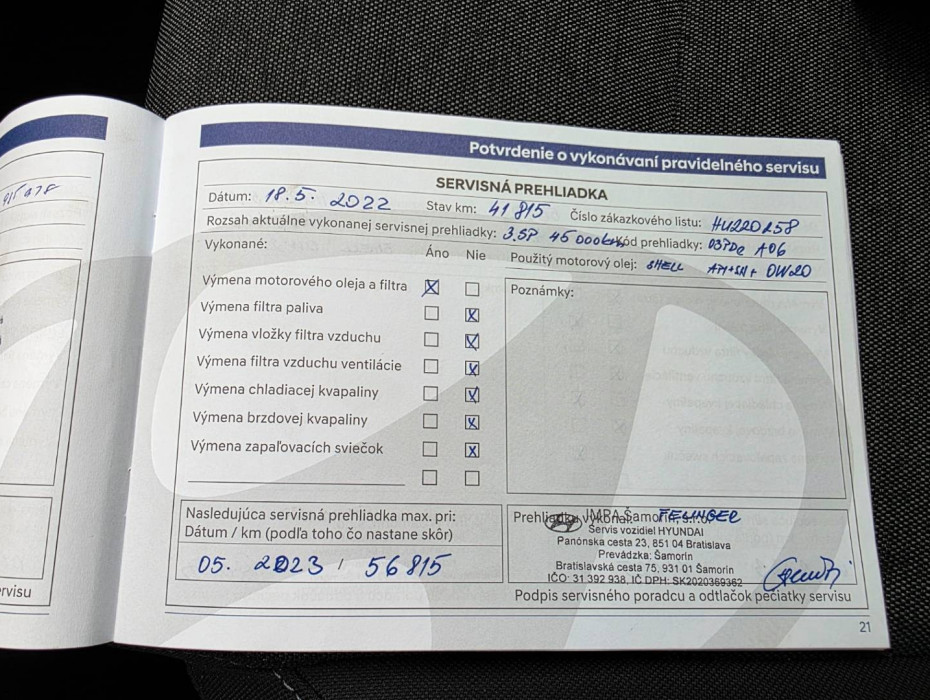 Potvrdenie o vykonávaní pravidelného servisu
SERVISNÁ PREHLIADKA
Dátum: 18.5. 2022 Stav km: 41 815 Číslo zákazkového listu:
Rozsah aktuálne vykonanej servisnej prehliadky: 3.SP 45 000km Kód prehliadky:
Vykonané: Áno Nie Použitý motorový olej: SHELL 0W20
Výmena motorového oleja a filtra X
Poznámky:
Výmena filtra paliva X
Výmena vložky filtra vzduchu X
Výmena filtra vzduchu ventilácie X
Výmena chladiacej kvapaliny X
Výmena brzdovej kvapaliny X
Výmena zapaľovacích sviečok X
Nasledujúca servisná prehliadka max. pri:
Dátum / km (podľa toho čo nastane skôr)
05. 2023 / 56 815
Prehliadku vykonal: FELINGER
IMPA Šamorín, s.r.o.
Servis vozidiel HYUNDAI
Panónska cesta 23, 851 04 Bratislava
Prevádzka: Šamorín
Bratislavská cesta 75, 931 01 Šamorín
IČO: 31 392 938, IČ DPH: SK2020369362
Podpis servisného poradcu a odtlačok pečiatky servisu
21
rvisu